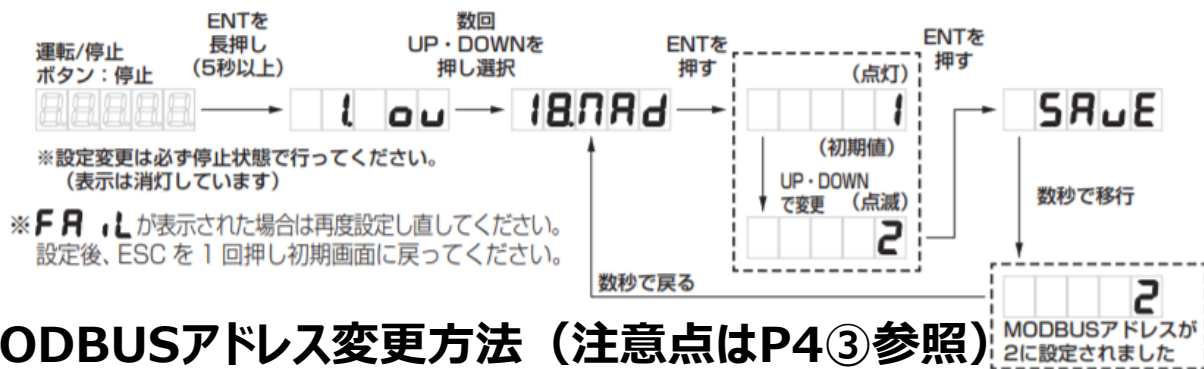 運転/停止
ボタン：停止
ENTを
長押し
(5秒以上)
1. ou
数回
UP・DOWNを
押し選択
18.MAd
ENTを
押す
(点灯)
1
(初期値)
UP・DOWN
で変更
(点滅)
2
ENTを
押す
SAuE
数秒で移行
2
MODBUSアドレスが
2に設定されました
数秒で戻る
※設定変更は必ず停止状態で行ってください。
(表示は消灯しています)
※FAiLが表示された場合は再度設定し直してください。
設定後、ESC を 1 回押し初期画面に戻ってください。
ODBUSアドレス変更方法（注意点はP4③参照）